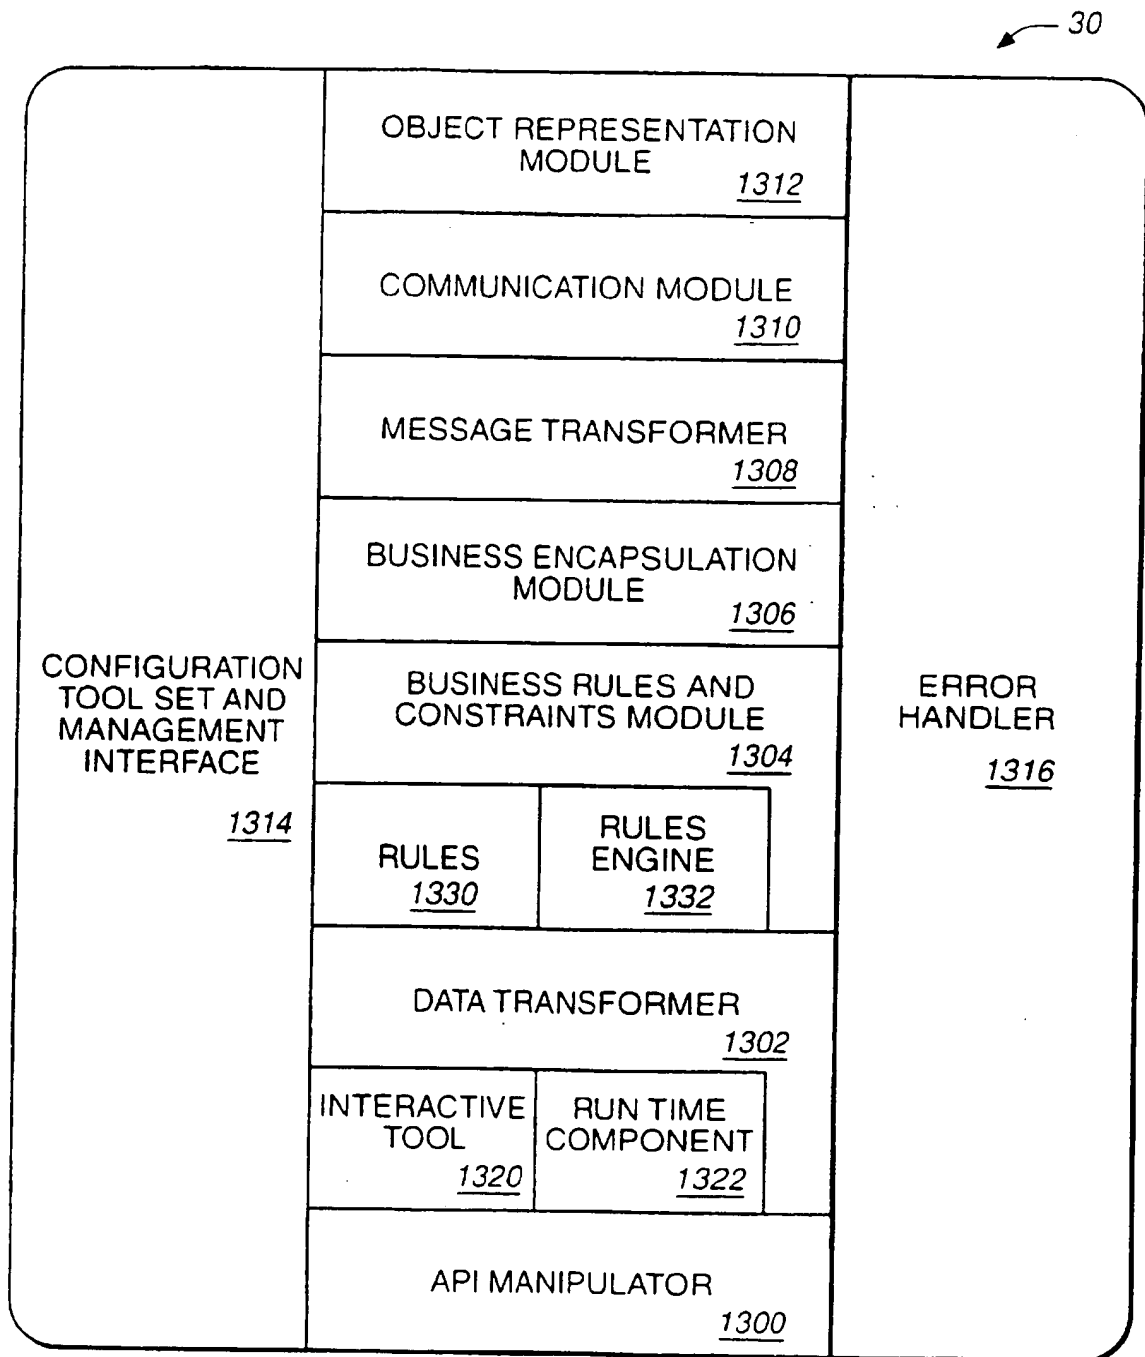 30
OBJECT REPRESENTATION
MODULE
1312
COMMUNICATION MODULE
1310
MESSAGE TRANSFORMER
1308
BUSINESS ENCAPSULATION
MODULE
1306
CONFIGURATION
TOOL SET AND
MANAGEMENT
INTERFACE
1314
BUSINESS RULES AND
CONSTRAINTS MODULE
1304
RULES
1330
RULES
ENGINE
1332
ERROR
HANDLER
1316
DATA TRANSFORMER
1302
INTERACTIVE
TOOL
1320
RUN TIME
COMPONENT
1322
API MANIPULATOR
1300